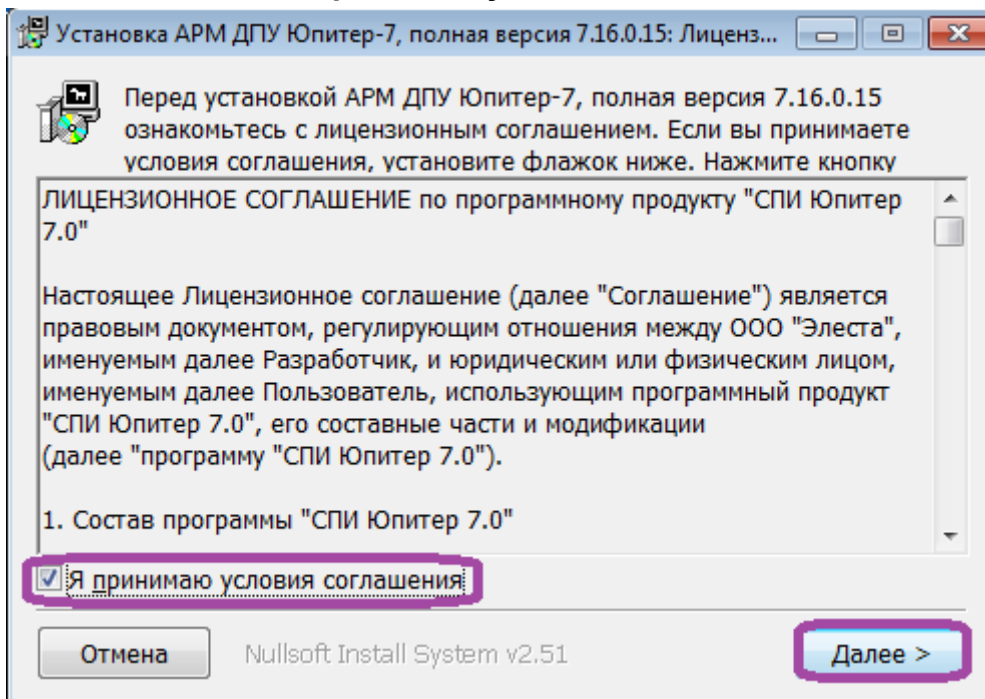 Установка АРМ ДПУ Юпитер-7, полная версия 7.16.0.15: Лиценз...
Перед установкой АРМ ДПУ Юпитер-7, полная версия 7.16.0.15
ознакомьтесь с лицензионным соглашением. Если вы принимаете
условия соглашения, установите флажок ниже. Нажмите кнопку
ЛИЦЕНЗИОННОЕ СОГЛАШЕНИЕ по программному продукту "СПИ Юпитер
7.0"
Настоящее Лицензионное соглашение (далее "Соглашение") является
правовым документом, регулирующим отношения между ООО "Элеста",
именуемым далее Разработчик, и юридическим или физическим лицом,
именуемым далее Пользователь, использующим программный продукт
"СПИ Юпитер 7.0", его составные части и модификации
(далее "программу "СПИ Юпитер 7.0").
1. Состав программы "СПИ Юпитер 7.0"
Я принимаю условия соглашения
Отмена
Nullsoft Install System v2.51
Далее >